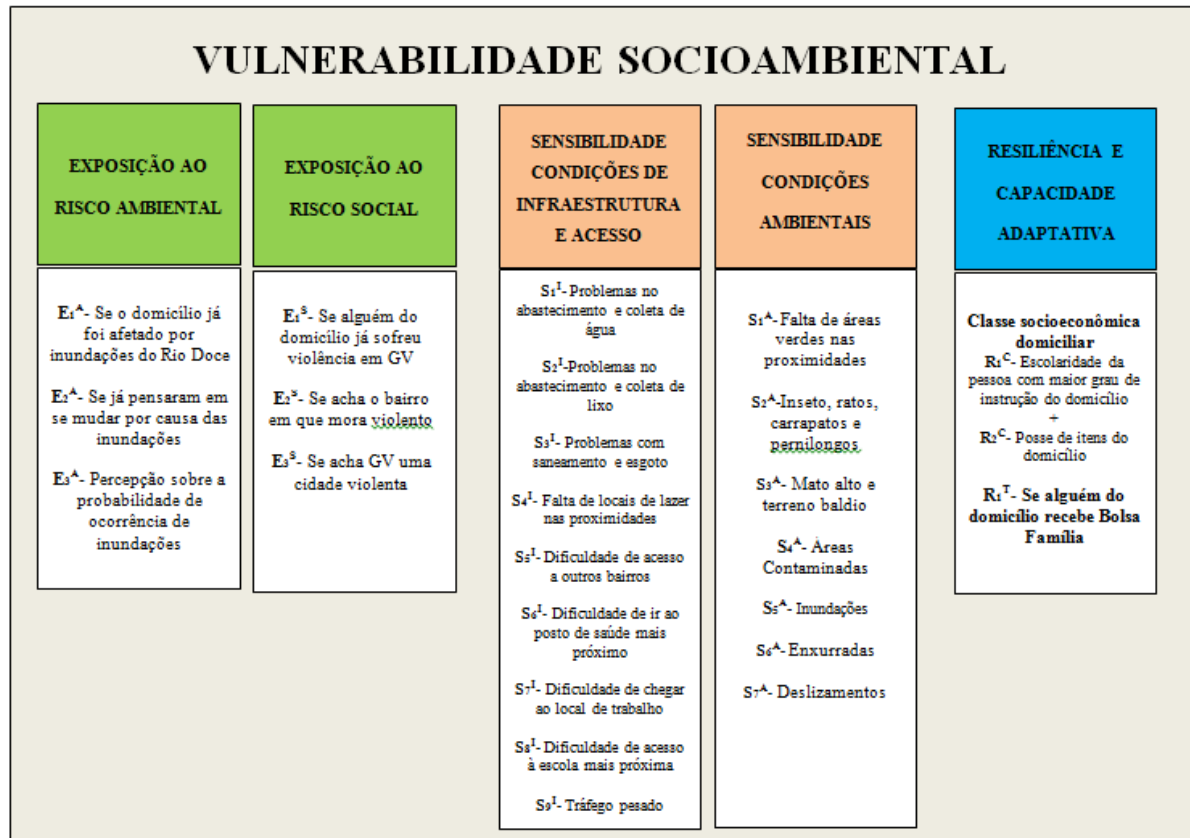 VULNERABILIDADE SOCIOAMBIENTAL
EXPOSIÇÃO AO
RISCO AMBIENTAL
E₁ᴬ- Se o domicílio já
foi afetado por
inundações do Rio Doce
E₂ᴬ- Se já pensaram em
se mudar por causa das
inundações
E₃ᴬ- Percepção sobre a
probabilidade de
ocorrência de
inundações
EXPOSIÇÃO AO
RISCO SOCIAL
E₁ˢ- Se alguém do
domicílio já sofreu
violência em GV
E₂ˢ- Se acha o bairro
em que mora violento
E₃ˢ- Se acha GV uma
cidade violenta
SENSIBILIDADE
CONDIÇÕES DE
INFRAESTRUTURA
E ACESSO
S₁ᴵ- Problemas no
abastecimento e coleta de
água
S₂ᴵ-Problemas no
abastecimento e coleta de
lixo
S₃ᴵ- Problemas com
saneamento e esgoto
S₄ᴵ- Falta de locais de lazer
nas proximidades
S₅ᴵ- Dificuldade de acesso
a outros bairros
S₆ᴵ- Dificuldade de ir ao
posto de saúde mais
próximo
S₇ᴵ- Dificuldade de chegar
ao local de trabalho
S₈ᴵ- Dificuldade de acesso
à escola mais próxima
S₉ᴵ- Tráfego pesado
SENSIBILIDADE
CONDIÇÕES
AMBIENTAIS
S₁ᴬ- Falta de áreas
verdes nas
proximidades
S₂ᴬ-Inseto, ratos,
carrapatos e
pernilongos
S₃ᴬ- Mato alto e
terreno baldio
S₄ᴬ- Áreas
Contaminadas
S₅ᴬ- Inundações
S₆ᴬ- Enxurradas
S₇ᴬ- Deslizamentos
RESILIÊNCIA E
CAPACIDADE
ADAPTATIVA
Classe socioeconômica
domiciliar
R₁ᶜ- Escolaridade da
pessoa com maior grau de
instrução do domicílio
+
R₂ᶜ- Posse de itens do
domicílio
R₁ᵀ- Se alguém do
domicílio recebe Bolsa
Família